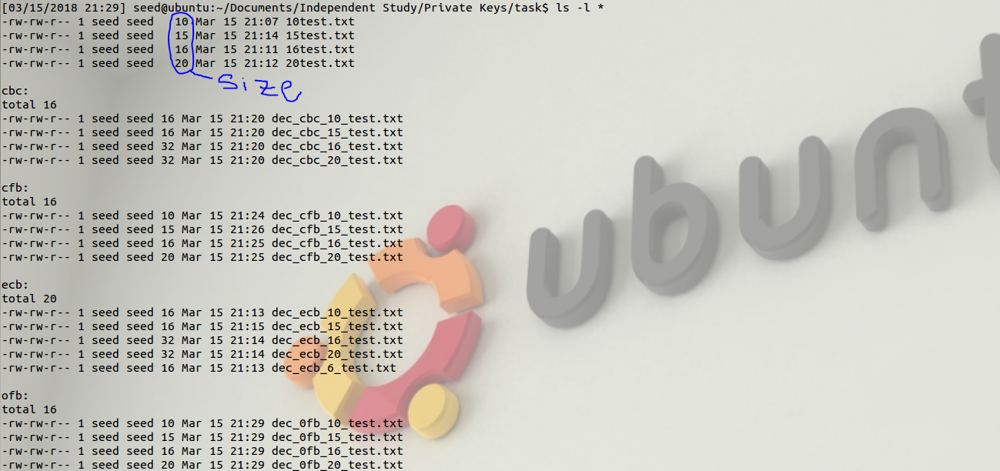 [03/15/2018 21:29] seed@ubuntu:~/Documents/Independent Study/Private Keys/task$ ls -l *
-rw-rw-r-- 1 seed seed   10 Mar 15 21:07 10test.txt
-rw-rw-r-- 1 seed seed   15 Mar 15 21:14 15test.txt
-rw-rw-r-- 1 seed seed   16 Mar 15 21:11 16test.txt
-rw-rw-r-- 1 seed seed   20 Mar 15 21:12 20test.txt
size
cbc:
total 16
-rw-rw-r-- 1 seed seed 16 Mar 15 21:20 dec_cbc_10_test.txt
-rw-rw-r-- 1 seed seed 16 Mar 15 21:20 dec_cbc_15_test.txt
-rw-rw-r-- 1 seed seed 32 Mar 15 21:20 dec_cbc_16_test.txt
-rw-rw-r-- 1 seed seed 32 Mar 15 21:20 dec_cbc_20_test.txt
cfb:
total 16
-rw-rw-r-- 1 seed seed 10 Mar 15 21:24 dec_cfb_10_test.txt
-rw-rw-r-- 1 seed seed 15 Mar 15 21:26 dec_cfb_15_test.txt
-rw-rw-r-- 1 seed seed 16 Mar 15 21:25 dec_cfb_16_test.txt
-rw-rw-r-- 1 seed seed 20 Mar 15 21:25 dec_cfb_20_test.txt
ecb:
total 20
-rw-rw-r-- 1 seed seed 16 Mar 15 21:13 dec_ecb_10_test.txt
-rw-rw-r-- 1 seed seed 16 Mar 15 21:15 dec_ecb_15_test.txt
-rw-rw-r-- 1 seed seed 32 Mar 15 21:14 dec_ecb_16_test.txt
-rw-rw-r-- 1 seed seed 32 Mar 15 21:14 dec_ecb_20_test.txt
-rw-rw-r-- 1 seed seed 16 Mar 15 21:13 dec_ecb_6_test.txt
ofb:
total 16
-rw-rw-r-- 1 seed seed 10 Mar 15 21:29 dec_0fb_10_test.txt
-rw-rw-r-- 1 seed seed 15 Mar 15 21:29 dec_0fb_15_test.txt
-rw-rw-r-- 1 seed seed 16 Mar 15 21:29 dec_0fb_16_test.txt
-rw-rw-r-- 1 seed seed 20 Mar 15 21:29 dec_0fb_20_test.txt
ubunt